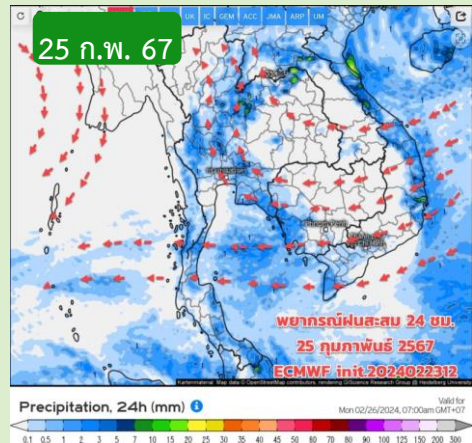 UK IC GEM ACC JMA ARP UM
25 ก.พ. 67
พยากรณ์ฝนสะสม 24 ชม.
25 กุมภาพันธ์ 2567
ECMWF init.2024022312
Precipitation, 24h (mm)
Valid for
Mon 02/26/2024, 07:00am GMT+07
0.1 0.5 1 2 3 5 7 10 15 20 25 30 35 40 45 50 60 70 80 90 100 125 150 200 300